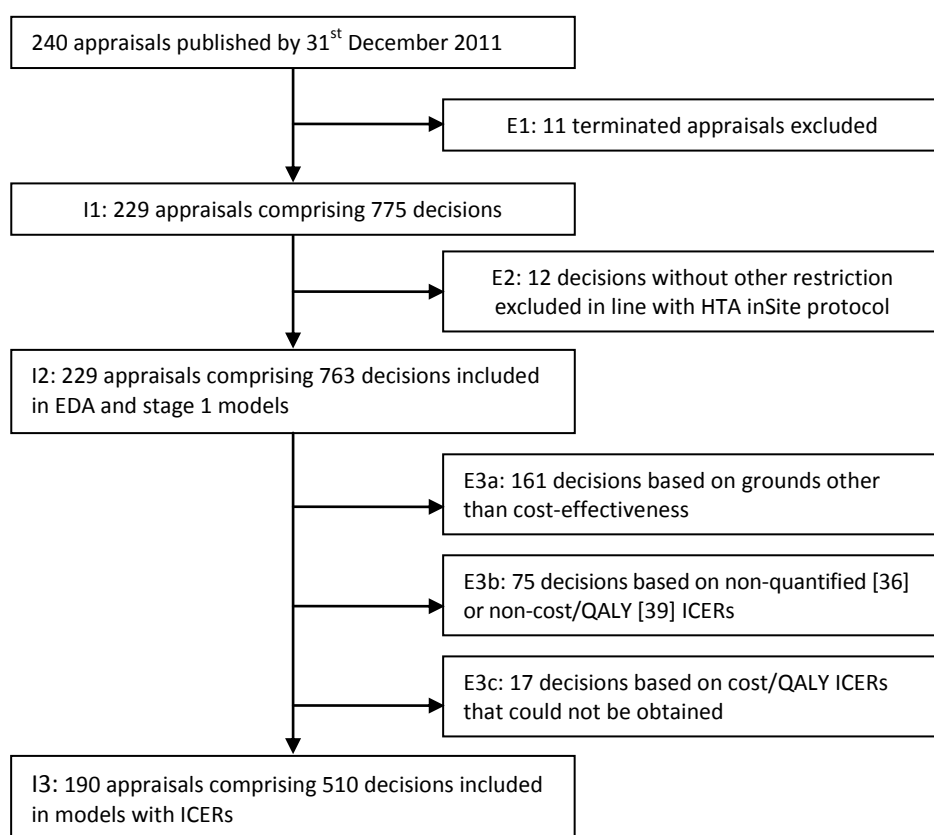 240 appraisals published by 31st December 2011
E1: 11 terminated appraisals excluded
I1: 229 appraisals comprising 775 decisions
E2: 12 decisions without other restriction
excluded in line with HTA inSite protocol
I2: 229 appraisals comprising 763 decisions included
in EDA and stage 1 models
E3a: 161 decisions based on grounds other
than cost-effectiveness
E3b: 75 decisions based on non-quantified [36]
or non-cost/QALY [39] ICERs
E3c: 17 decisions based on cost/QALY ICERs
that could not be obtained
I3: 190 appraisals comprising 510 decisions included
in models with ICERs